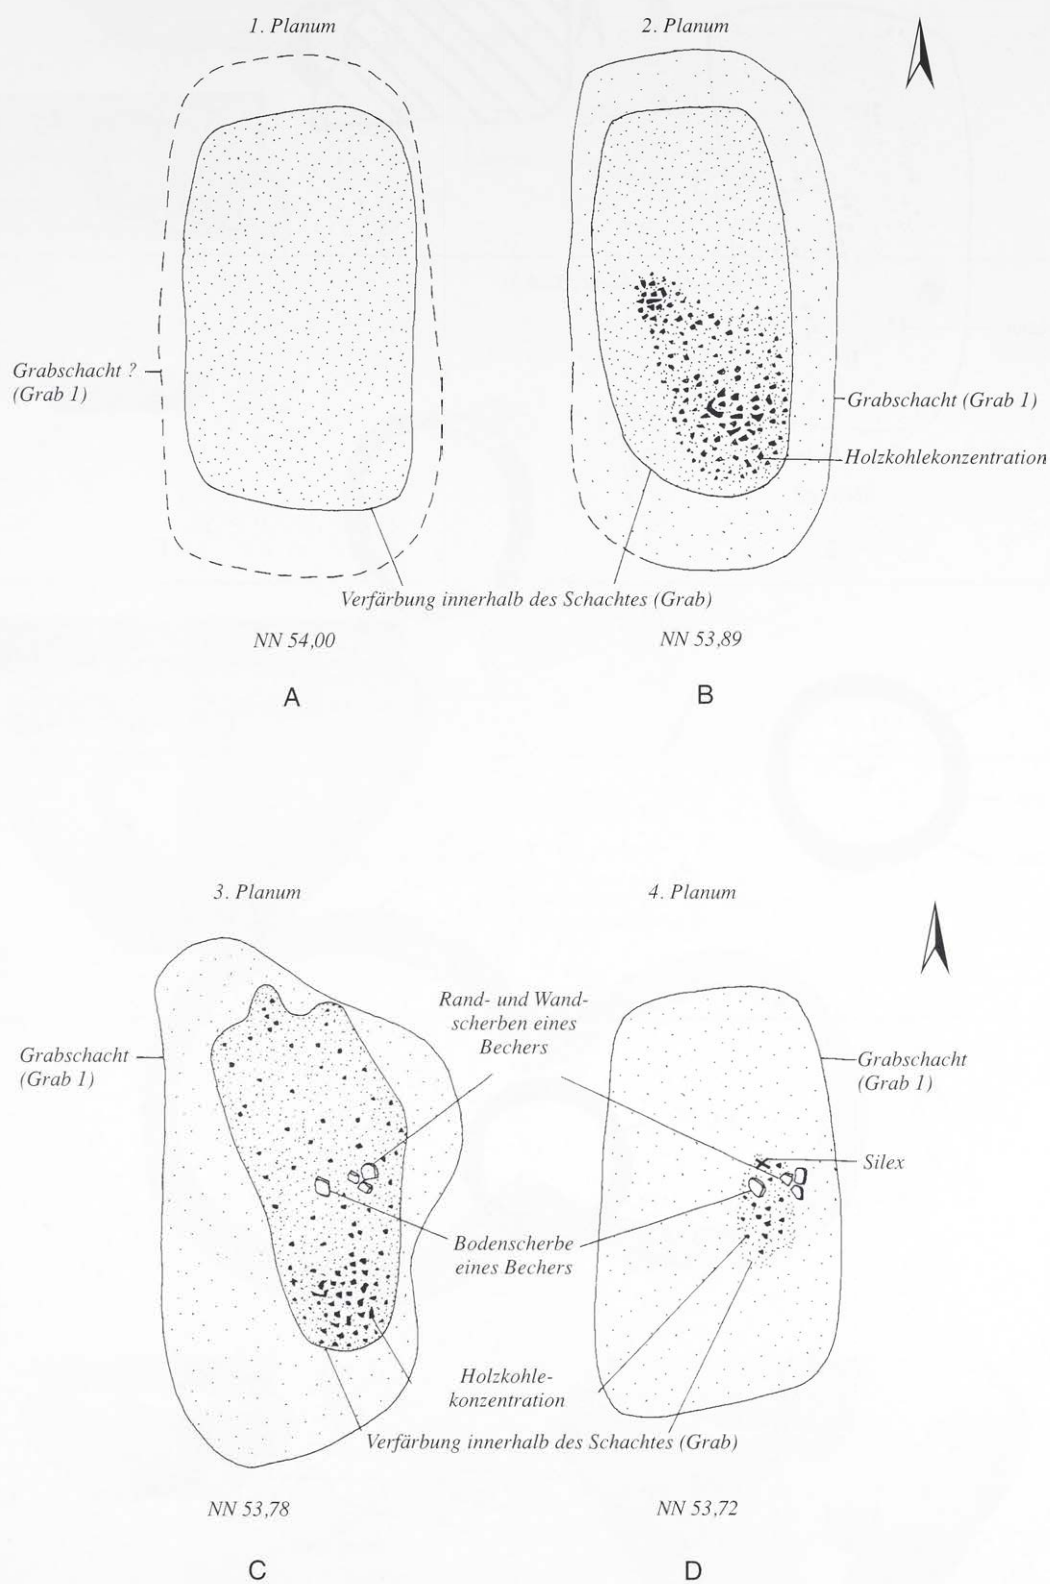 1. Planum
2. Planum
Grabschacht ?
(Grab 1)
Grabschacht (Grab 1)
Holzkohlekonzentration
Verfärbung innerhalb des Schachtes (Grab)
NN 54,00
NN 53,89
A
B
3. Planum
4. Planum
Rand- und Wand-
scherben eines
Bechers
Grabschacht
(Grab 1)
Grabschacht
(Grab 1)
Silex
Bodenscherbe
eines Bechers
Holzkohle-
konzentration
Verfärbung innerhalb des Schachtes (Grab)
NN 53,78
NN 53,72
C
D